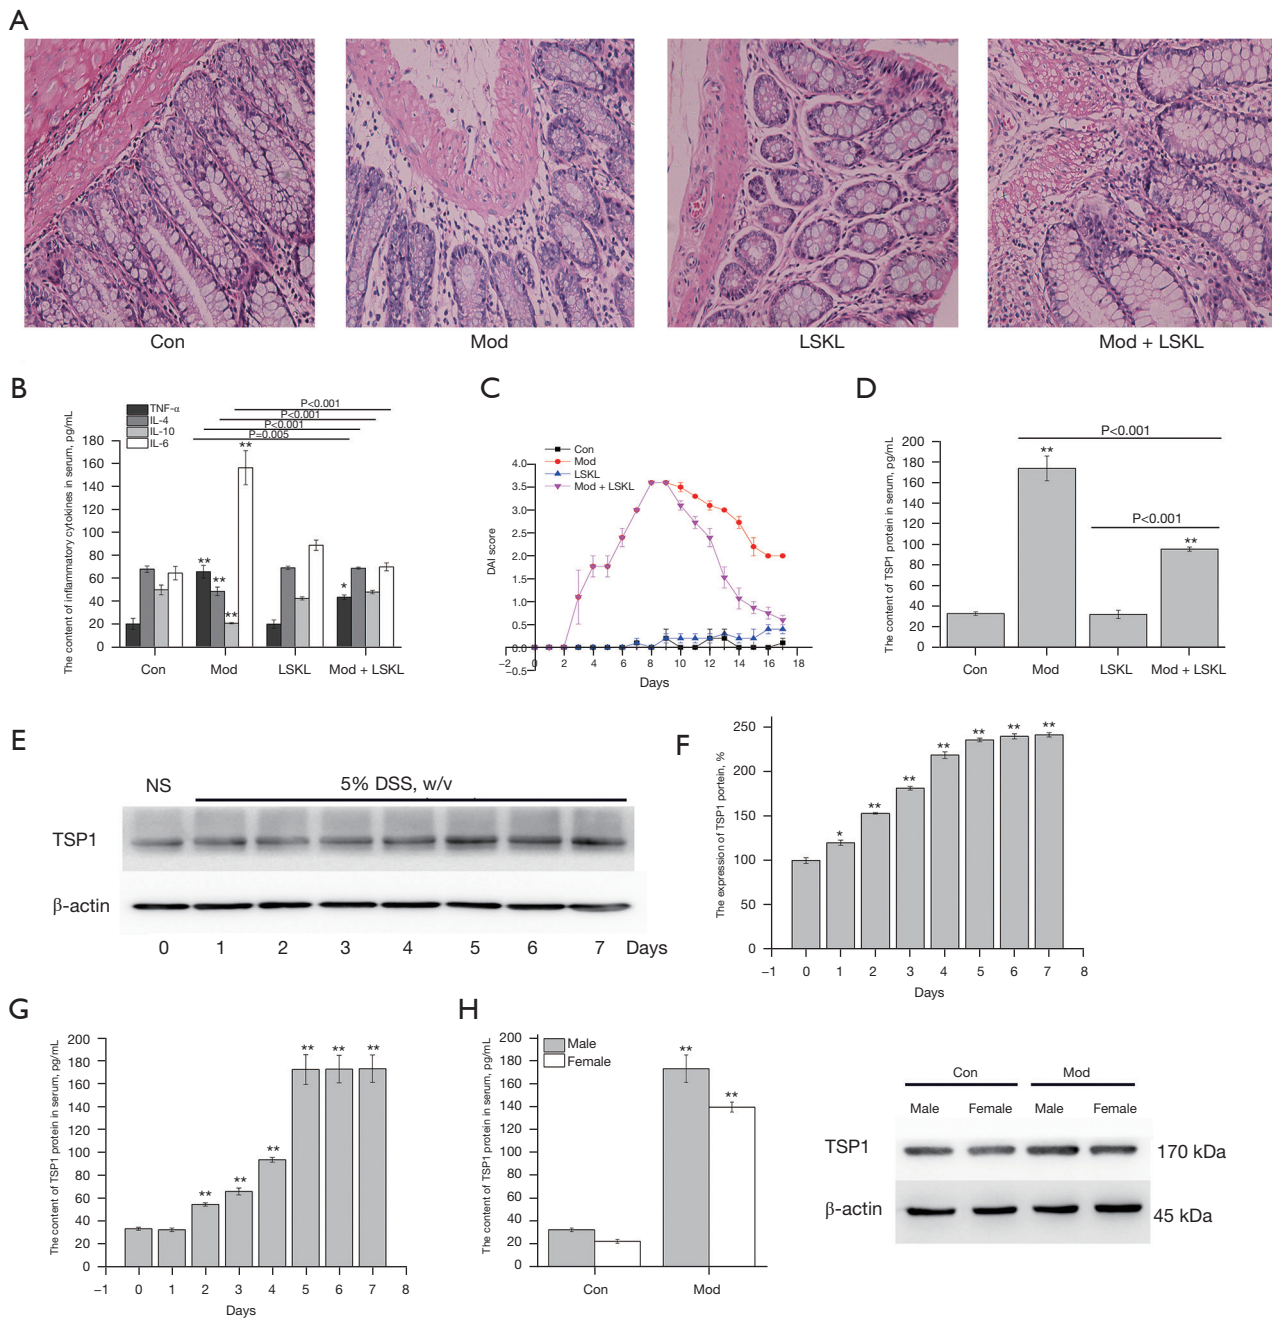 A
Con
Mod
LSKL
Mod + LSKL
B
The content of inflammatory cytokines in serum, pg/mL
180
160
140
120
100
80
60
40
20
0
TNF-α
IL-4
IL-10
IL-6
P<0.001
P<0.001
P<0.001
P=0.005
**
**
**
**
*
Con
Mod
LSKL
Mod + LSKL
C
DAI score
4.0
3.5
3.0
2.5
2.0
1.5
1.0
0.5
0.0
−0.5
Con
Mod
LSKL
Mod + LSKL
−2 0 2 4 6 8 10 12 14 16 18
Days
D
The content of TSP1 protein in serum, pg/mL
200
180
160
140
120
100
80
60
40
20
0
P<0.001
**
P<0.001
**
Con
Mod
LSKL
Mod + LSKL
E
NS
5% DSS, w/v
TSP1
β-actin
0 1 2 3 4 5 6 7 Days
F
The expression of TSP1 portein, %
250
200
150
100
50
0
* ** ** ** ** ** **
−1 0 1 2 3 4 5 6 7 8
Days
G
The content of TSP1 protein in serum, pg/mL
200
180
160
140
120
100
80
60
40
20
0
** ** ** ** ** **
−1 0 1 2 3 4 5 6 7 8
Days
H
The content of TSP1 protein in serum, pg/mL
200
180
160
140
120
100
80
60
40
20
0
Male
Female
**
**
Con
Mod
Con
Mod
Male Female Male Female
TSP1
170 kDa
β-actin
45 kDa